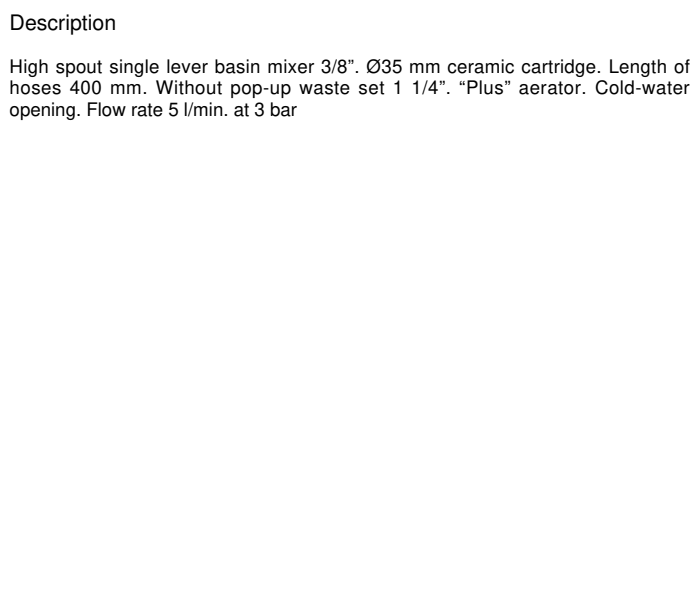 Description
High spout single lever basin mixer 3/8”. Ø35 mm ceramic cartridge. Length of
hoses 400 mm. Without pop-up waste set 1 1/4”. “Plus” aerator. Cold-water
opening. Flow rate 5 l/min. at 3 bar